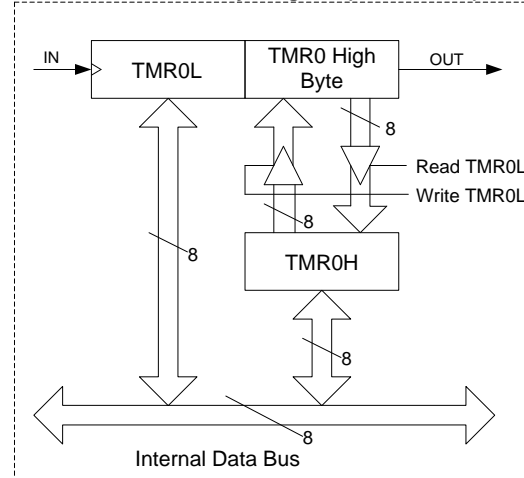 IN
TMR0L
TMR0 High
Byte
OUT
8
Read TMR0L
Write TMR0L
8
8
TMR0H
8
8
Internal Data Bus